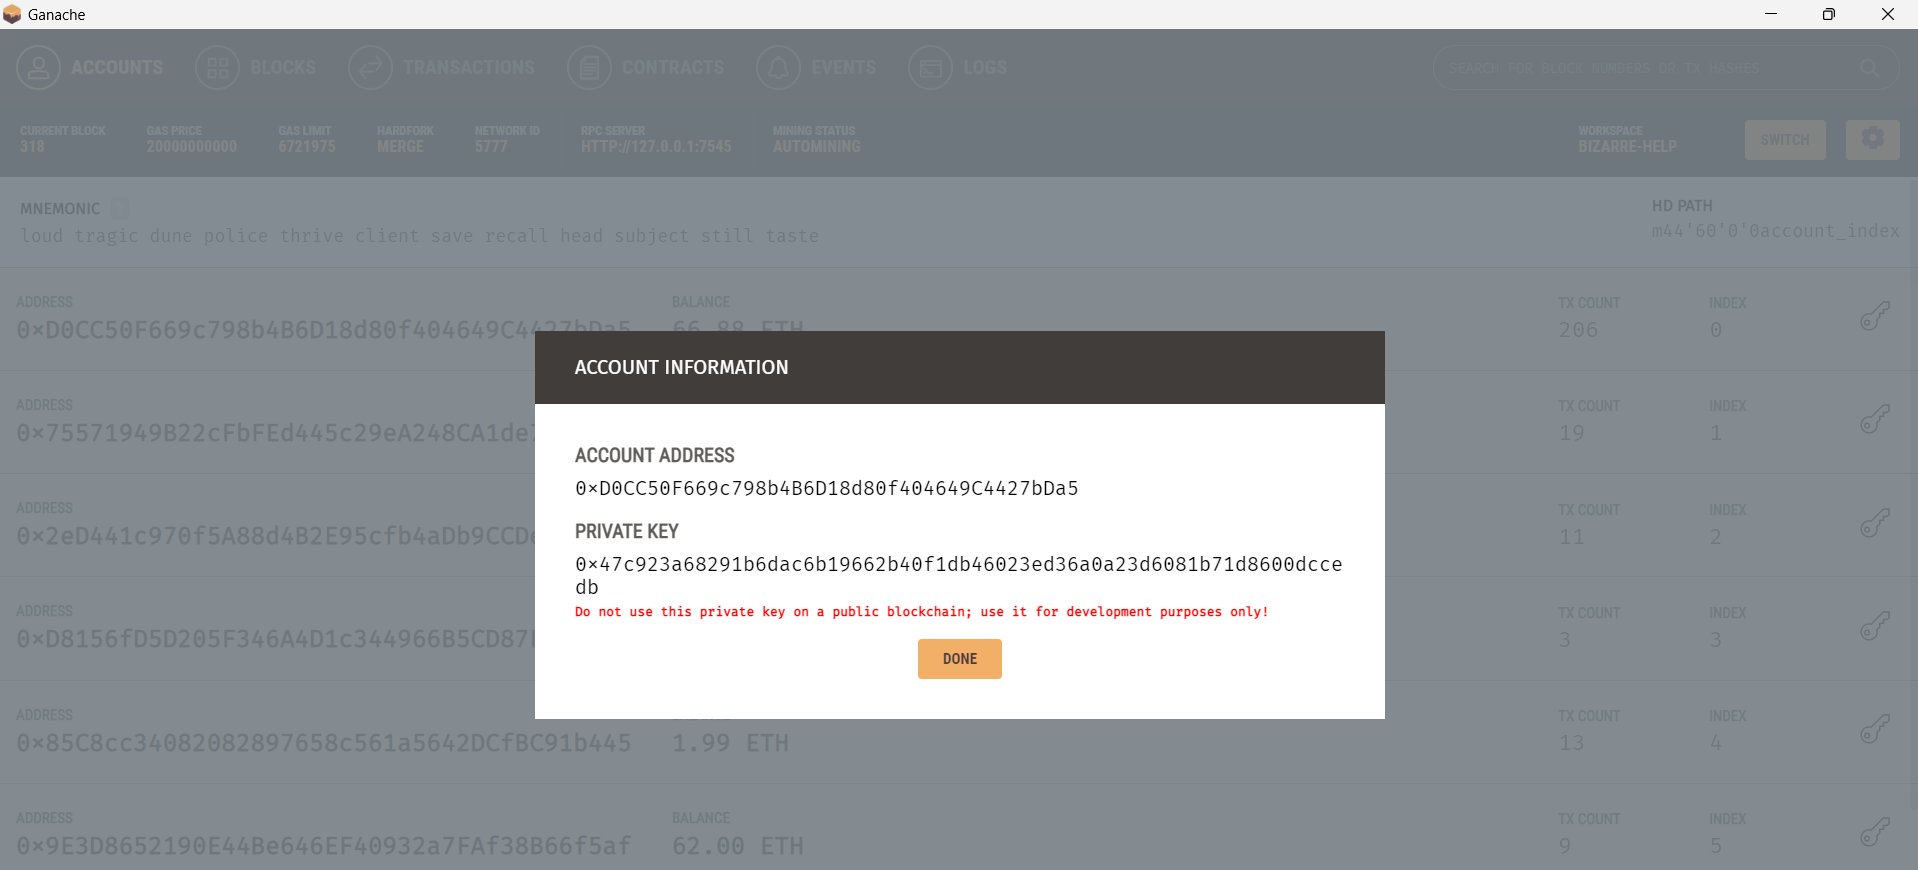 Ganache
ACCOUNTS BLOCKS TRANSACTIONS CONTRACTS EVENTS LOGS SEARCH FOR BLOCK NUMBERS OR TX HASHES
CURRENT BLOCK GAS PRICE GAS LIMIT HARDFORK NETWORK ID RPC SERVER MINING STATUS WORKSPACE
318 20000000000 6721975 MERGE 5777 HTTP://127.0.0.1:7545 AUTOMINING BIZARRE-HELP SWITCH
MNEMONIC ? HD PATH
loud tragic dune police thrive client save recall head subject still taste m44'60'0'0account_index
ADDRESS BALANCE TX COUNT INDEX
0×D0CC50F669c798b4B6D18d80f404649C4427bDa5 66.88 ETH 206 0
ACCOUNT INFORMATION
ADDRESS TX COUNT INDEX
0×75571949B22cFbFEd445c29eA248CA1de 19 1
ACCOUNT ADDRESS
0×D0CC50F669c798b4B6D18d80f404649C4427bDa5
ADDRESS TX COUNT INDEX
0×2eD441c970f5A88d4B2E95cfb4aDb9CCD 11 2
PRIVATE KEY
0×47c923a68291b6dac6b19662b40f1db46023ed36a0a23d6081b71d8600dcce
db
Do not use this private key on a public blockchain; use it for development purposes only!
ADDRESS TX COUNT INDEX
0×D8156fD5D205F346A4D1c344966B5CD87 3 3
DONE
ADDRESS TX COUNT INDEX
0×85C8cc34082082897658c561a5642DCfBC91b445 1.99 ETH 13 4
ADDRESS BALANCE TX COUNT INDEX
0×9E3D8652190E44Be646EF40932a7FAf38B66f5af 62.00 ETH 9 5